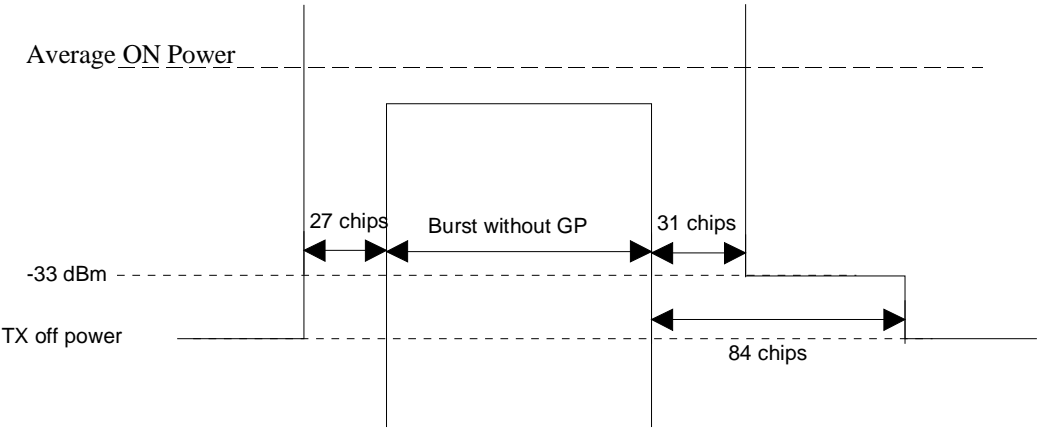 Average ON Power
27 chips
Burst without GP
31 chips
-33 dBm
TX off power
84 chips